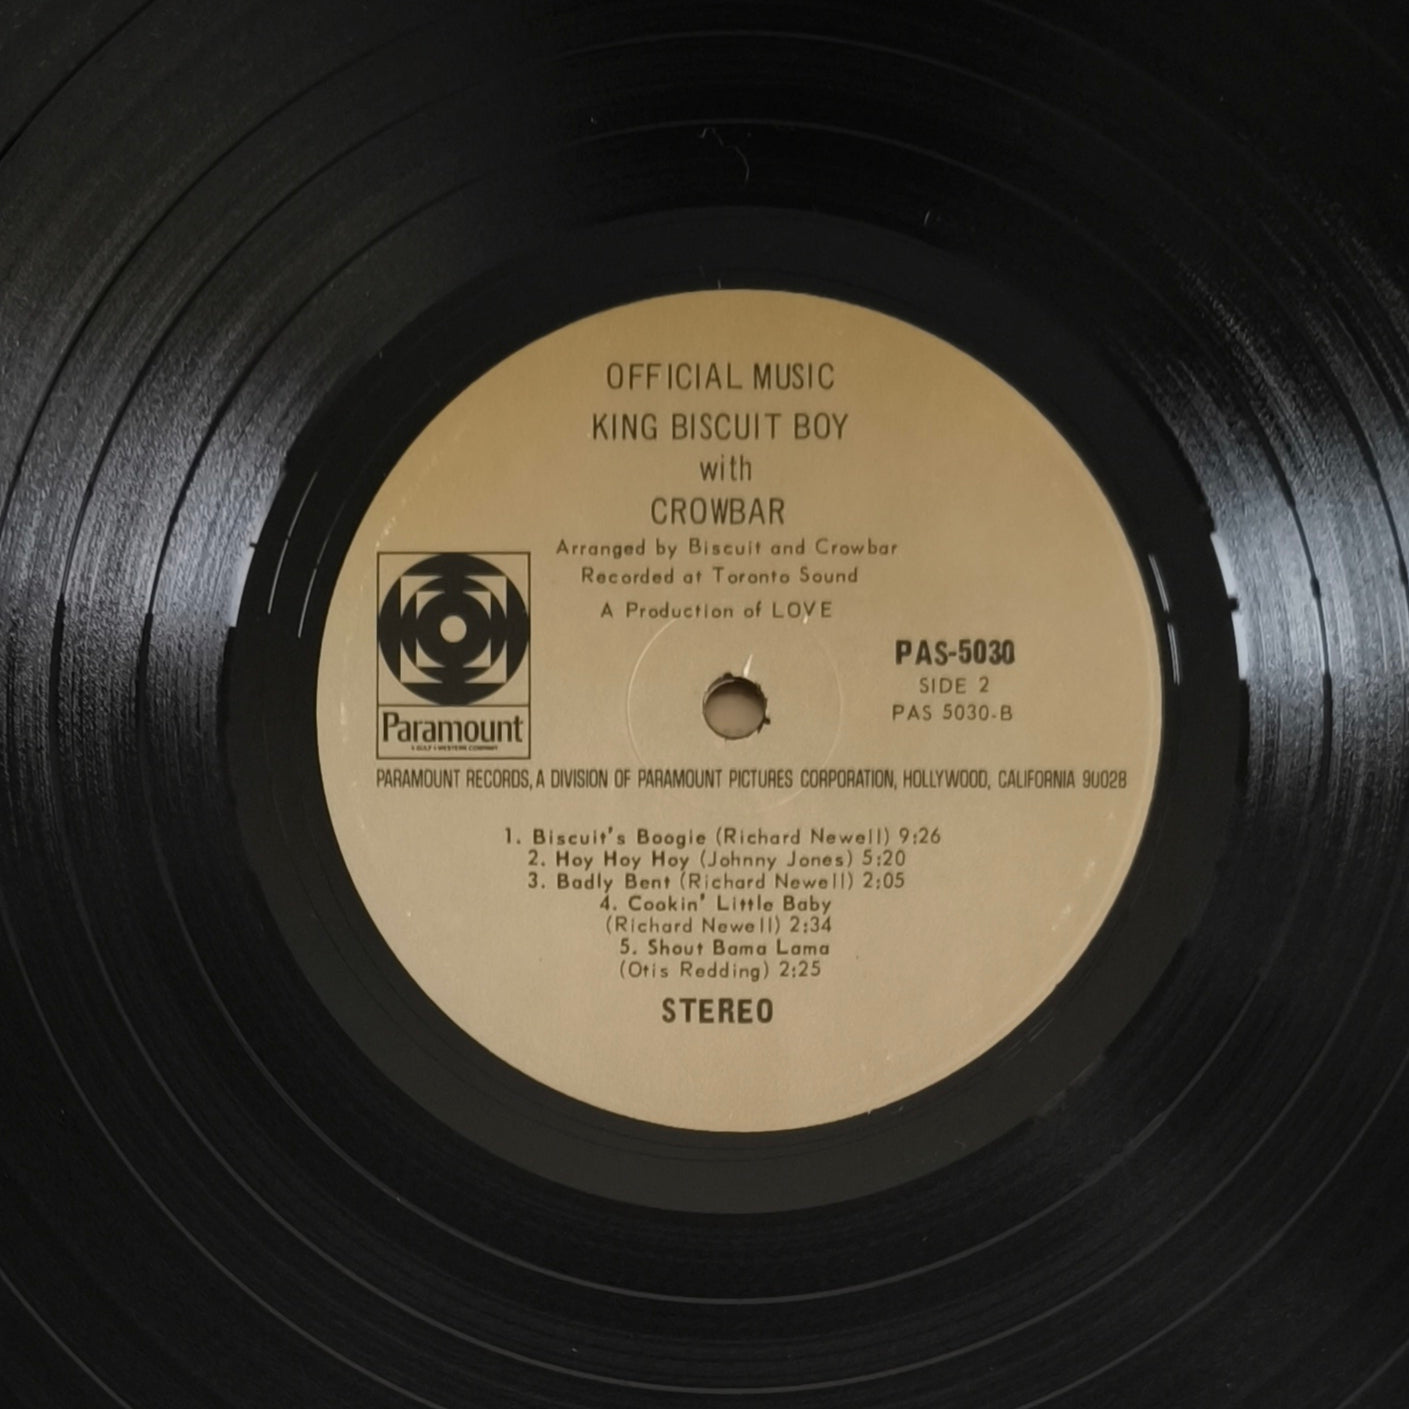 OFFICIAL MUSIC
KING BISCUIT BOY
with
CROWBAR
Arranged by Biscuit and Crowbar
Recorded at Toronto Sound
A Production of LOVE
PAS-5030
SIDE 2
PAS 5030-B
Paramount
A GULF + WESTERN COMPANY
PARAMOUNT RECORDS, A DIVISION OF PARAMOUNT PICTURES CORPORATION, HOLLYWOOD, CALIFORNIA 90028
1. Biscuit's Boogie (Richard Newell) 9:26
2. Hoy Hoy Hoy (Johnny Jones) 5:20
3. Badly Bent (Richard Newell) 2:05
4. Cookin' Little Baby
(Richard Newell) 2:34
5. Shout Bama Lama
(Otis Redding) 2:25
STEREO